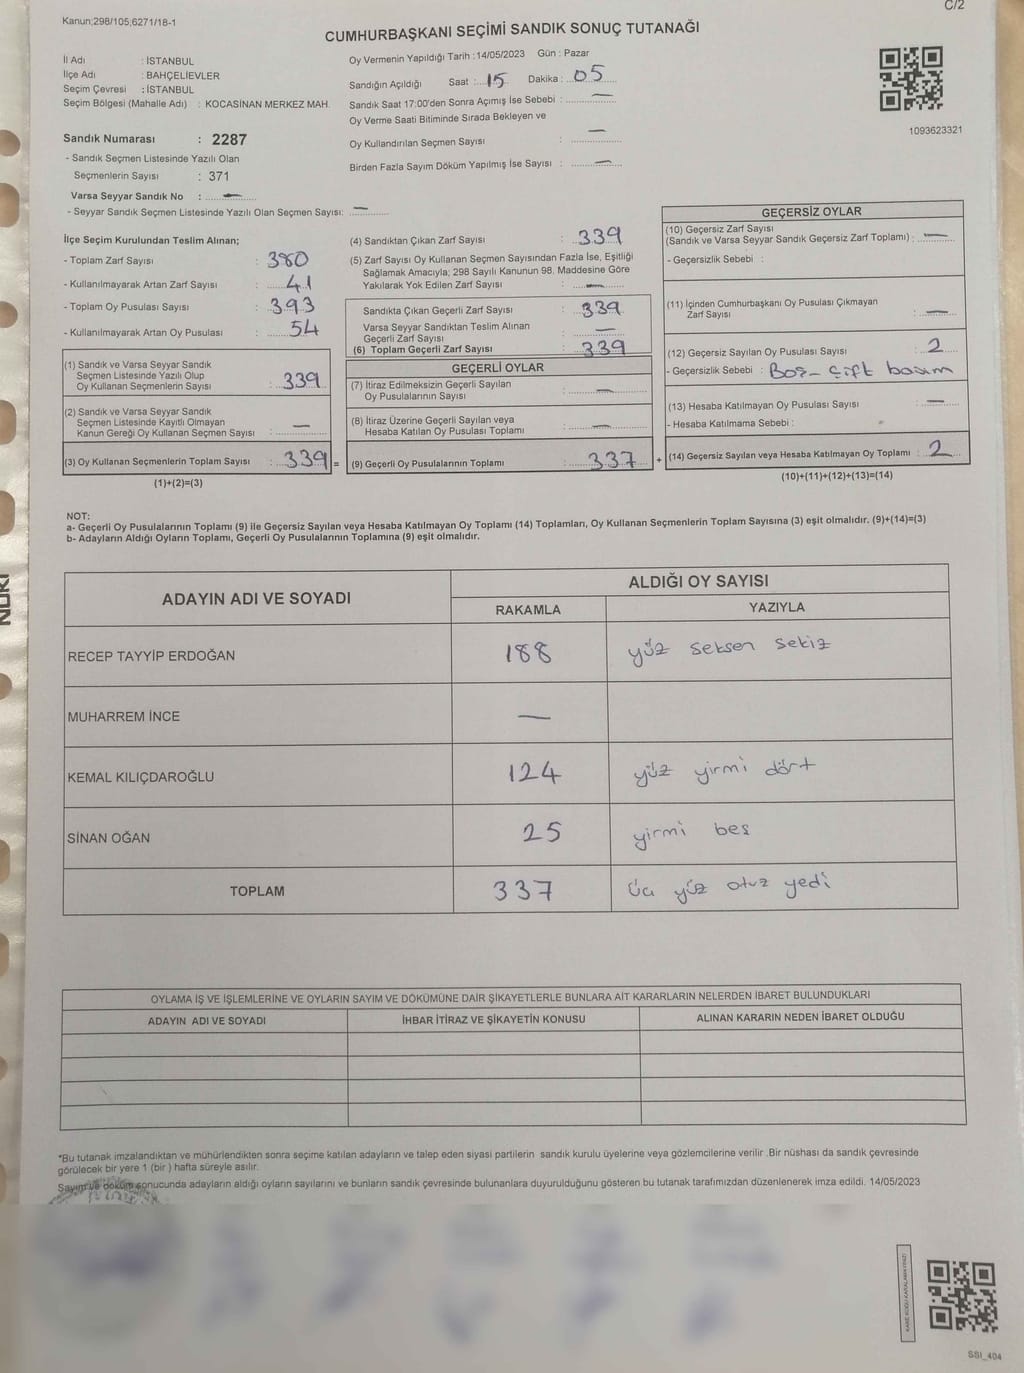 C/2
Kanun;298/105;6271/18-1
CUMHURBAŞKANI SEÇİMİ SANDIK SONUÇ TUTANAĞI
İl Adı : İSTANBUL
İlçe Adı : BAHÇELİEVLER
Seçim Çevresi : İSTANBUL
Seçim Bölgesi (Mahalle Adı) : KOCASİNAN MERKEZ MAH.
Sandık Numarası : 2287
- Sandık Seçmen Listesinde Yazılı Olan
Seçmenlerin Sayısı : 371
Varsa Seyyar Sandık No : —
- Seyyar Sandık Seçmen Listesinde Yazılı Olan Seçmen Sayısı: —
Oy Vermenin Yapıldığı Tarih : 14/05/2023 Gün : Pazar
Sandığın Açıldığı Saat : 15 Dakika : 05
Sandık Saat 17:00'den Sonra Açımış İse Sebebi : —
Oy Verme Saati Bitiminde Sırada Bekleyen ve
Oy Kullandırılan Seçmen Sayısı : —
Birden Fazla Sayım Döküm Yapılmış İse Sayısı : —
1093623321
İlçe Seçim Kurulundan Teslim Alınan;
- Toplam Zarf Sayısı : 380
- Kullanılmayarak Artan Zarf Sayısı : 41
- Toplam Oy Pusulası Sayısı : 393
- Kullanılmayarak Artan Oy Pusulası : 54
(1) Sandık ve Varsa Seyyar Sandık
Seçmen Listesinde Yazılı Olup
Oy Kullanan Seçmenlerin Sayısı : 339
(2) Sandık ve Varsa Seyyar Sandık
Seçmen Listesinde Kayıtlı Olmayan
Kanun Gereği Oy Kullanan Seçmen Sayısı : —
(3) Oy Kullanan Seçmenlerin Toplam Sayısı : 339 =
(1)+(2)=(3)
(4) Sandıktan Çıkan Zarf Sayısı : 339
(5) Zarf Sayısı Oy Kullanan Seçmen Sayısından Fazla İse, Eşitliği
Sağlamak Amacıyla; 298 Sayılı Kanunun 98. Maddesine Göre
Yakılarak Yok Edilen Zarf Sayısı : —
Sandıkta Çıkan Geçerli Zarf Sayısı : 339
Varsa Seyyar Sandıktan Teslim Alınan
Geçerli Zarf Sayısı : —
(6) Toplam Geçerli Zarf Sayısı : 339
GEÇERLİ OYLAR
(7) İtiraz Edilmeksizin Geçerli Sayılan
Oy Pusulalarının Sayısı : —
(8) İtiraz Üzerine Geçerli Sayılan veya
Hesaba Katılan Oy Pusulası Toplamı : —
(9) Geçerli Oy Pusulalarının Toplamı : 337 +
GEÇERSİZ OYLAR
(10) Geçersiz Zarf Sayısı
(Sandık ve Varsa Seyyar Sandık Geçersiz Zarf Toplamı) : —
- Geçersizlik Sebebi :
(11) İçinden Cumhurbaşkanı Oy Pusulası Çıkmayan
Zarf Sayısı : —
(12) Geçersiz Sayılan Oy Pusulası Sayısı : 2
- Geçersizlik Sebebi : Boş - çift basım
(13) Hesaba Katılmayan Oy Pusulası Sayısı : —
- Hesaba Katılmama Sebebi :
(14) Geçersiz Sayılan veya Hesaba Katılmayan Oy Toplamı : 2
(10)+(11)+(12)+(13)=(14)
NOT:
a- Geçerli Oy Pusulalarının Toplamı (9) ile Geçersiz Sayılan veya Hesaba Katılmayan Oy Toplamı (14) Toplamları, Oy Kullanan Seçmenlerin Toplam Sayısına (3) eşit olmalıdır. (9)+(14)=(3)
b- Adayların Aldığı Oyların Toplamı, Geçerli Oy Pusulalarının Toplamına (9) eşit olmalıdır.
ADAYIN ADI VE SOYADI
ALDIĞI OY SAYISI
RAKAMLA YAZIYLA
RECEP TAYYİP ERDOĞAN 188 yüz seksen sekiz
MUHARREM İNCE —
KEMAL KILIÇDAROĞLU 124 yüz yirmi dört
SİNAN OĞAN 25 yirmi beş
TOPLAM 337 üç yüz otuz yedi
OYLAMA İŞ VE İŞLEMLERİNE VE OYLARIN SAYIM VE DÖKÜMÜNE DAİR ŞİKAYETLERLE BUNLARA AİT KARARLARIN NELERDEN İBARET BULUNDUKLARI
ADAYIN ADI VE SOYADI İHBAR İTİRAZ VE ŞİKAYETİN KONUSU ALINAN KARARIN NEDEN İBARET OLDUĞU
*Bu tutanak imzalandıktan ve mühürlendikten sonra seçime katılan adayların ve talep eden siyasi partilerin sandık kurulu üyelerine veya gözlemcilerine verilir .Bir nüshası da sandık çevresinde
görülecek bir yere 1 (bir ) hafta süreyle asılır.
Sayım ve döküm sonucunda adayların aldığı oyların sayılarını ve bunların sandık çevresinde bulunanlara duyurulduğunu gösteren bu tutanak tarafımızdan düzenlenerek imza edildi. 14/05/2023
SSI_404